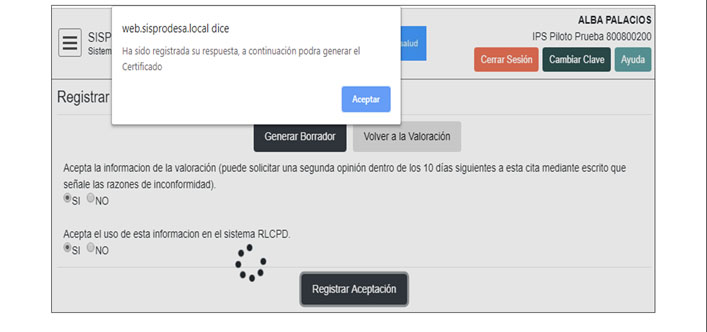 web.sisprodesa.local dice
Ha sido registrada su respuesta, a continuación podra generar el
Certificado
Aceptar
SISP
Sistem
alud
ALBA PALACIOS
IPS Piloto Prueba 800800200
Cerrar Sesión Cambiar Clave Ayuda
Registrar
Generar Borrador Volver a la Valoración
Acepta la informacion de la valoración (puede solicitar una segunda opinión dentro de los 10 días siguientes a esta cita mediante escrito que
señale las razones de inconformidad).
SI NO
Acepta el uso de esta informacion en el sistema RLCPD.
SI NO
Registrar Aceptación